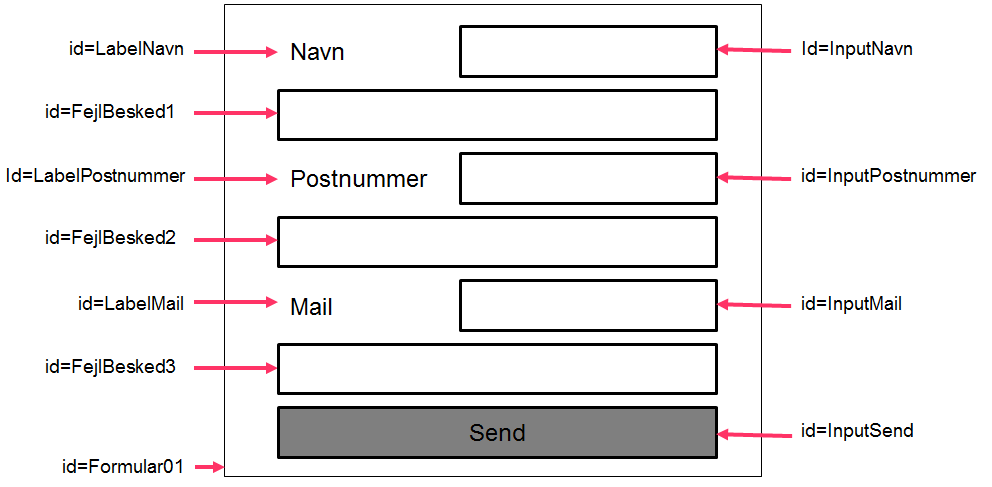 id=LabelNavn
Navn
Id=InputNavn
id=FejlBesked1
Id=LabelPostnummer
Postnummer
id=InputPostnummer
id=FejlBesked2
id=LabelMail
Mail
id=InputMail
id=FejlBesked3
Send
id=InputSend
id=Formular01